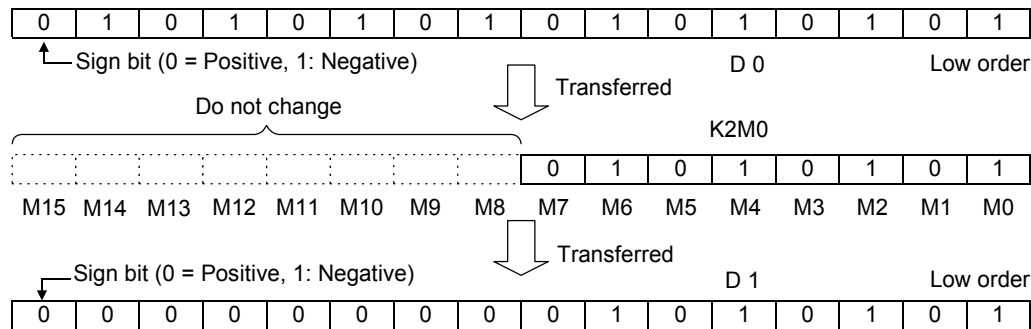 0 1 0 1 0 1 0 1 0 1 0 1 0 1 0 1
Sign bit (0 = Positive, 1: Negative) D 0 Low order
Transferred
Do not change
K2M0
0 1 0 1 0 1 0 1
M15 M14 M13 M12 M11 M10 M9 M8 M7 M6 M5 M4 M3 M2 M1 M0
Transferred
Sign bit (0 = Positive, 1: Negative) D 1 Low order
0 0 0 0 0 0 0 0 0 1 0 1 0 1 0 1